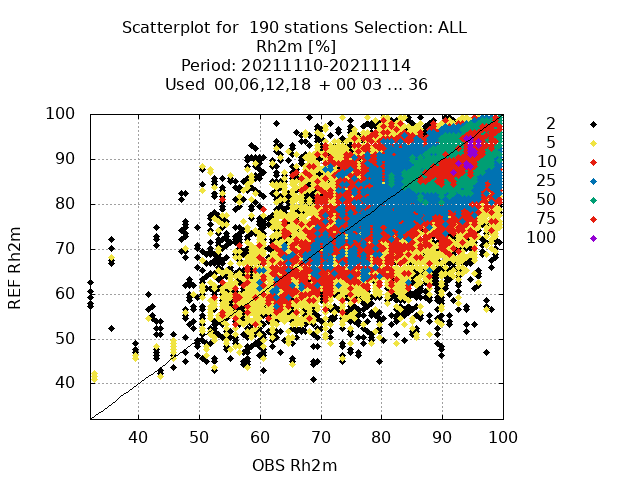 Scatterplot for 190 stations Selection: ALL
Rh2m [%]
Period: 20211110-20211114
Used 00,06,12,18 + 00 03 ... 36
REF Rh2m
100
90
80
70
60
50
40
40 50 60 70 80 90 100
OBS Rh2m
2
5
10
25
50
75
100